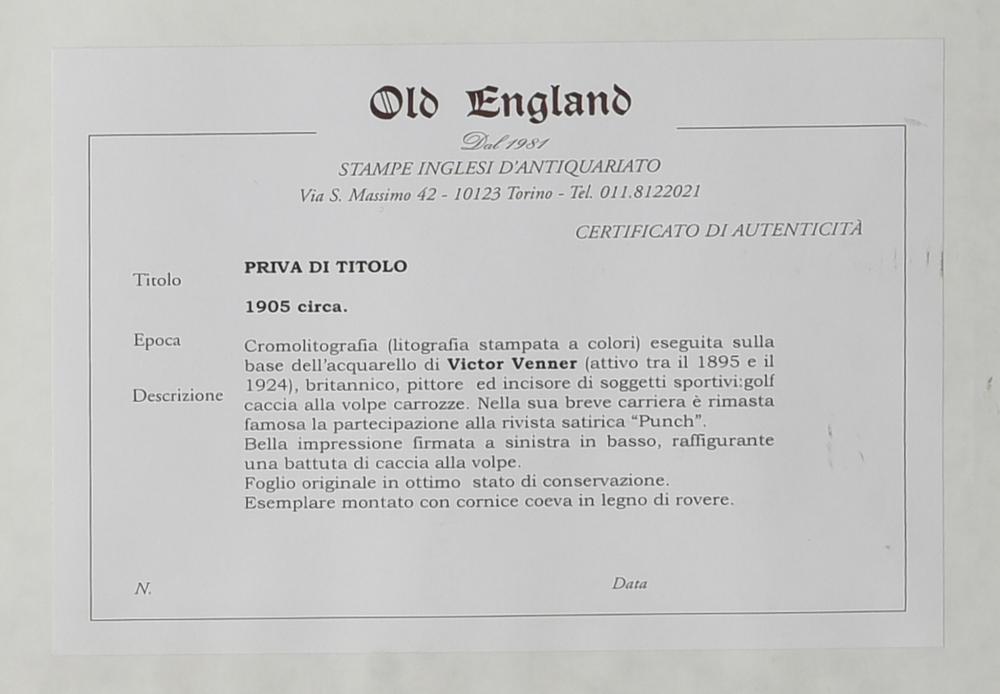 Old England
Dal 1981
STAMPE INGLESI D'ANTIQUARIATO
Via S. Massimo 42 - 10123 Torino - Tel. 011.8122021
CERTIFICATO DI AUTENTICITÀ
Titolo
PRIVA DI TITOLO
1905 circa.
Epoca
Descrizione
Cromolitografia (litografia stampata a colori) eseguita sulla
base dell'acquarello di Victor Venner (attivo tra il 1895 e il
1924), britannico, pittore ed incisore di soggetti sportivi:golf
caccia alla volpe carrozze. Nella sua breve carriera è rimasta
famosa la partecipazione alla rivista satirica “Punch”.
Bella impressione firmata a sinistra in basso, raffigurante
una battuta di caccia alla volpe.
Foglio originale in ottimo stato di conservazione.
Esemplare montato con cornice coeva in legno di rovere.
N.
Data